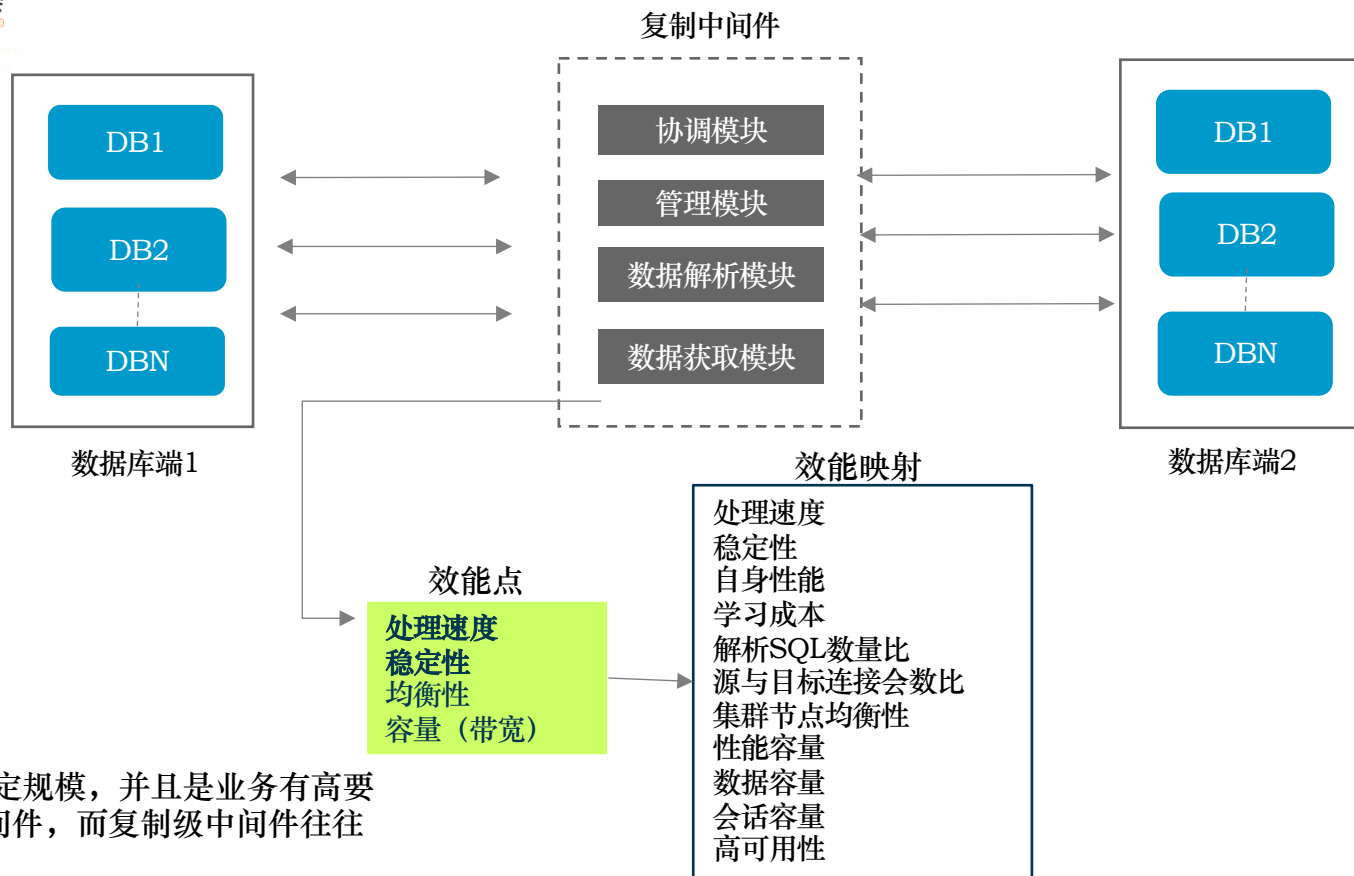 复制中间件
DB1
DB2
DBN
数据库端1
协调模块
管理模块
数据解析模块
数据获取模块
DB1
DB2
DBN
数据库端2
效能点
处理速度
稳定性
均衡性
容量（带宽）
效能映射
处理速度
稳定性
自身性能
学习成本
解析SQL数量比
源与目标连接会数比
集群节点均衡性
性能容量
数据容量
会话容量
高可用性
定规模，并且是业务有高要
间件，而复制级中间件往往